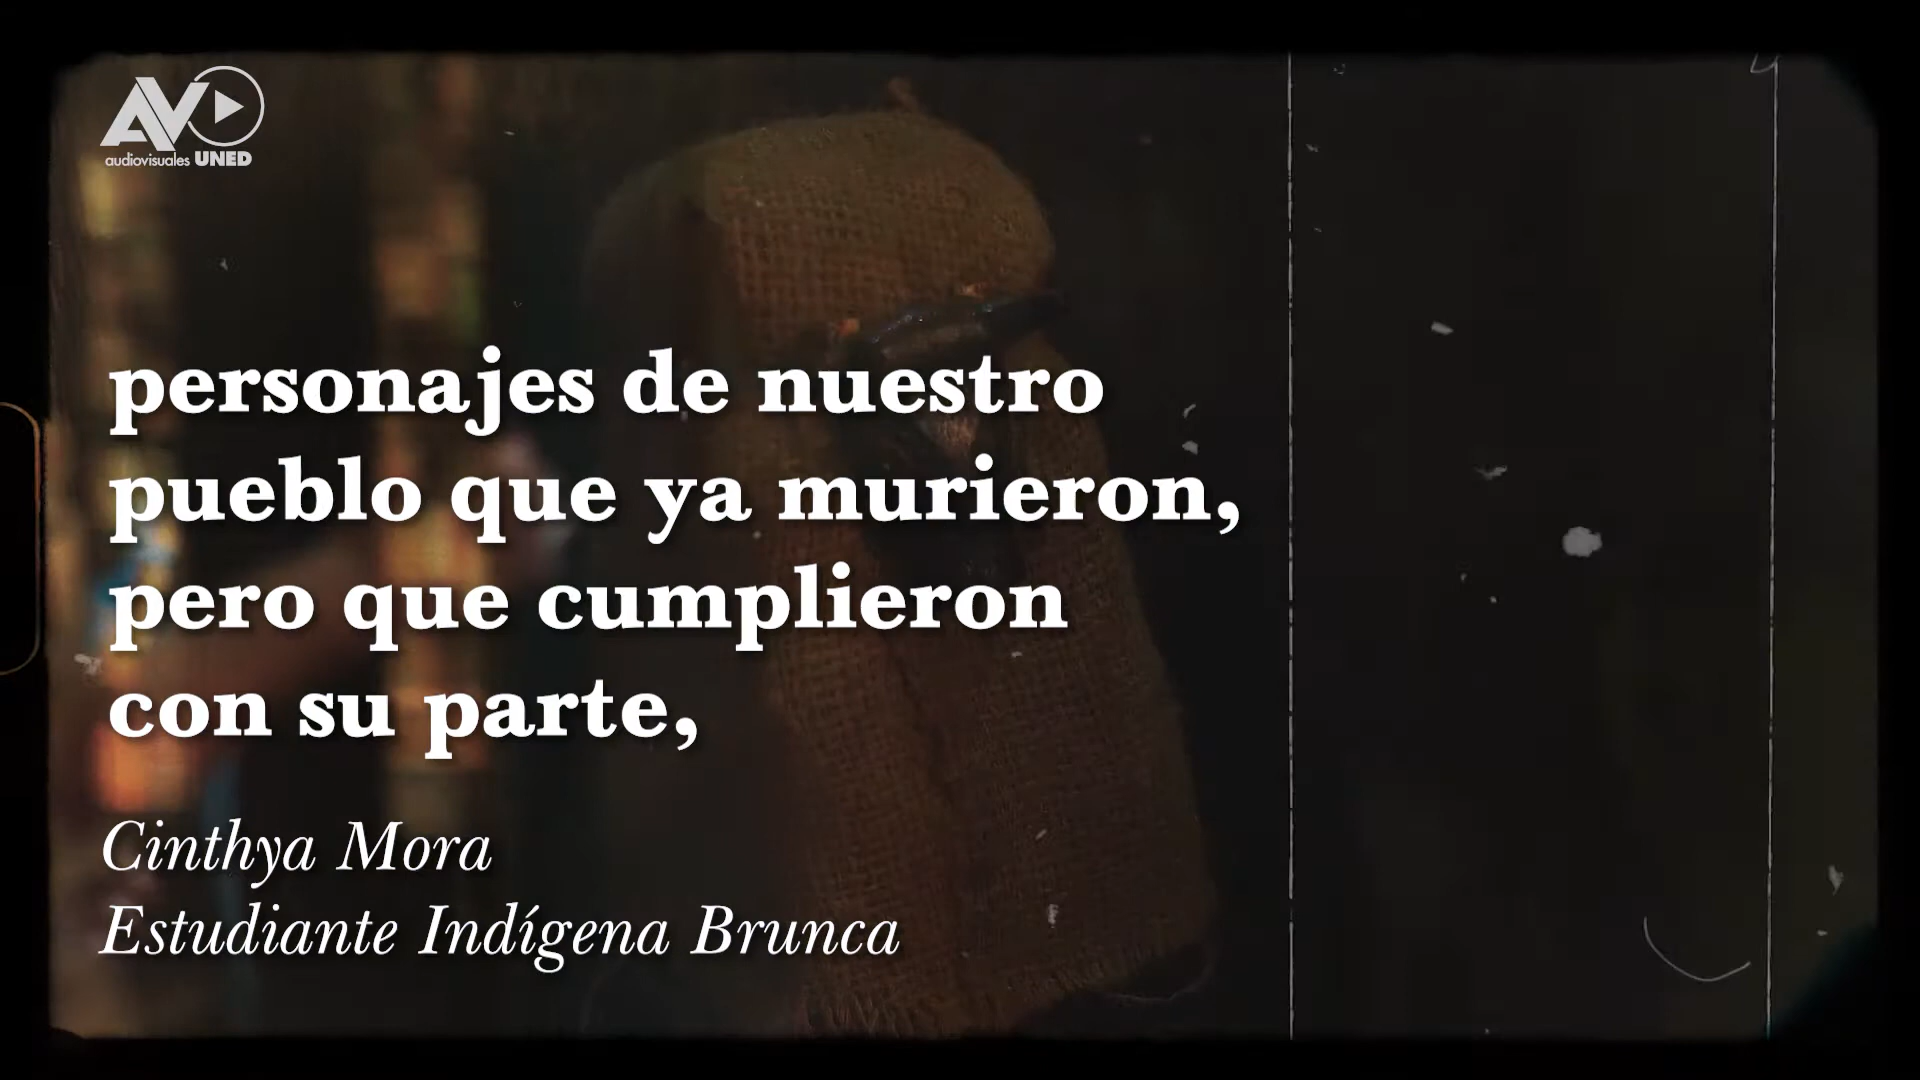 AV
audiovisuales UNED
personajes de nuestro
pueblo que ya murieron,
pero que cumplieron
con su parte,
Cinthya Mora
Estudiante Indígena Brunca